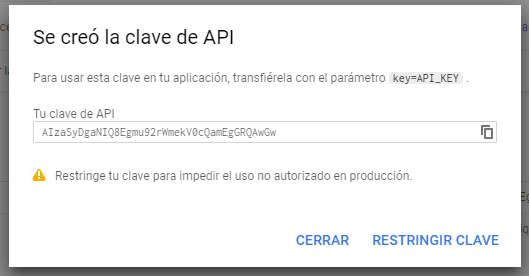 Se creó la clave de API
Para usar esta clave en tu aplicación, transfiérela con el parámetro key=API_KEY .
Tu clave de API
AIzaSyDgaNIQ8Egmu92rWmekV0cQamEgGRQAwGw
Restringe tu clave para impedir el uso no autorizado en producción.
CERRAR RESTRINGIR CLAVE